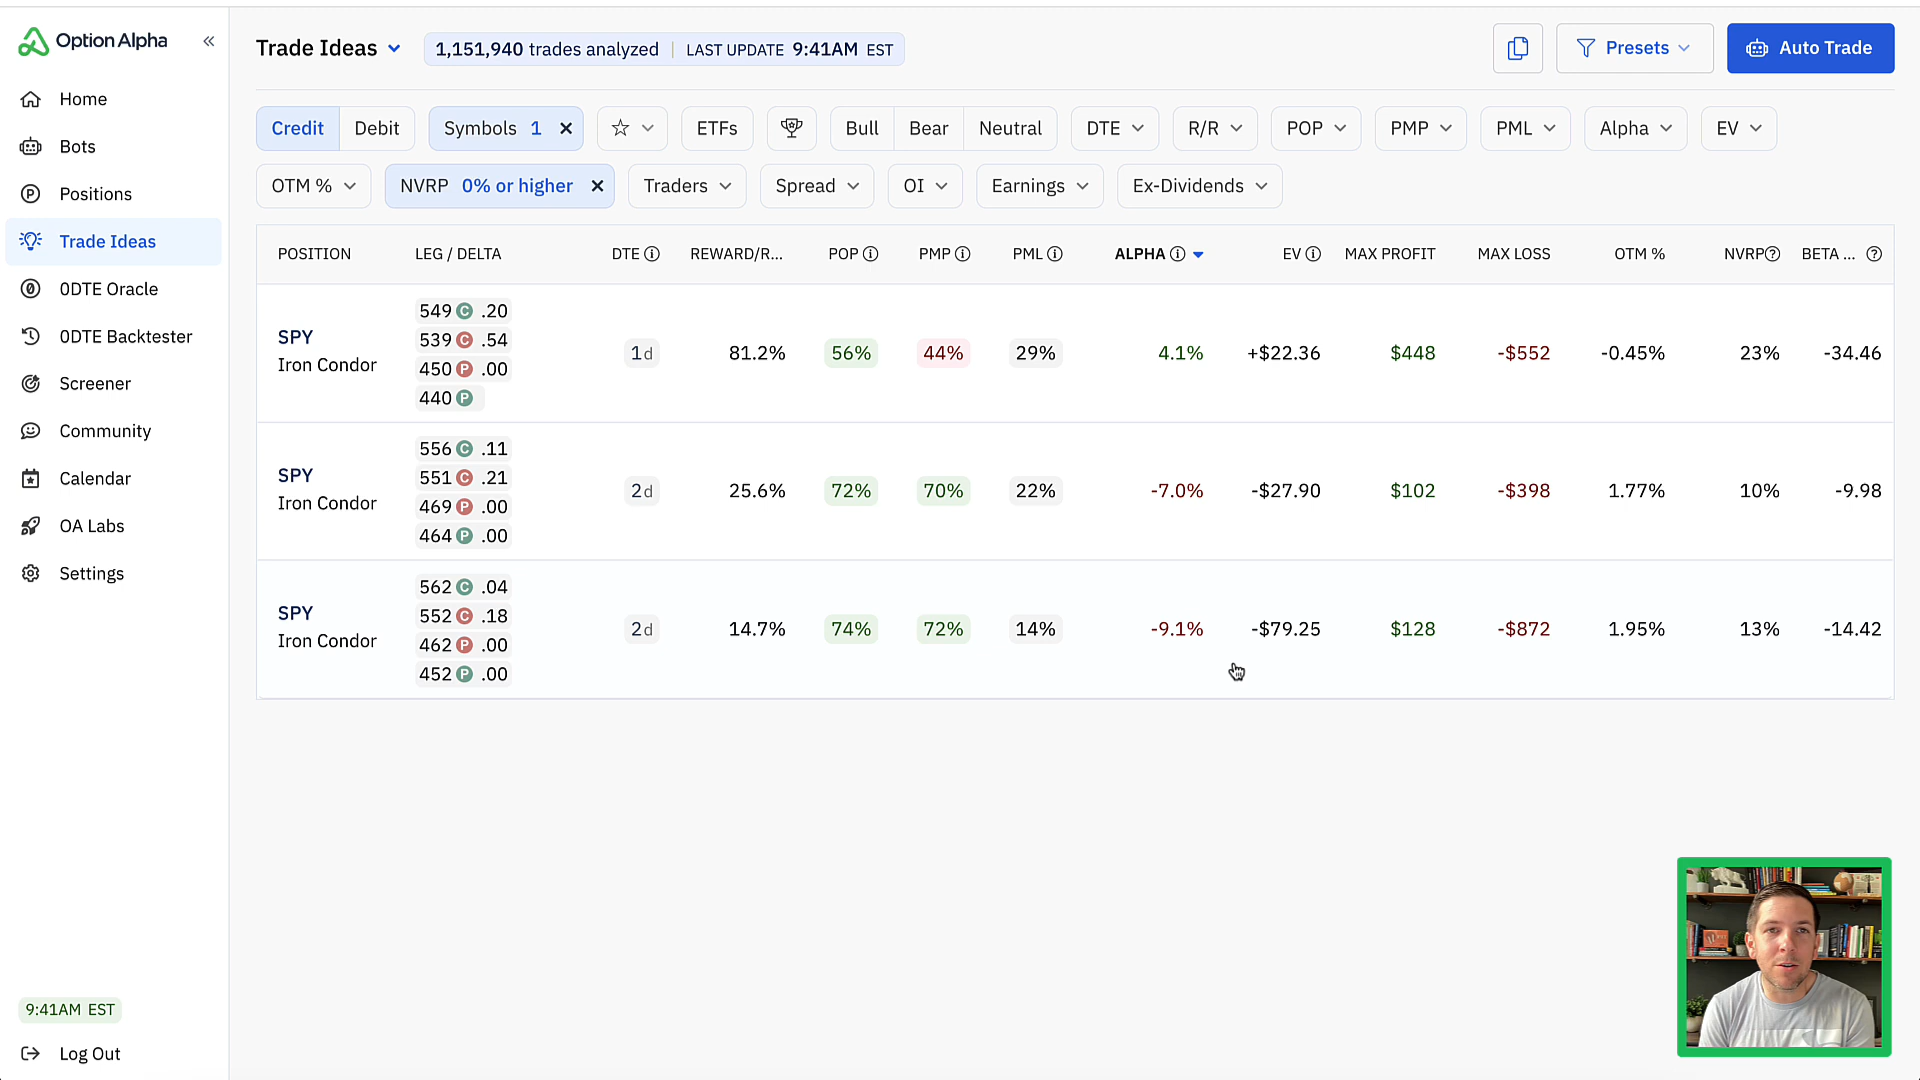 Option Alpha
Home
Bots
Positions
Trade Ideas
0DTE Oracle
0DTE Backtester
Screener
Community
Calendar
OA Labs
Settings
9:41AM EST
Log Out
Trade Ideas 1,151,940 trades analyzed LAST UPDATE 9:41AM EST Presets Auto Trade
Credit Debit Symbols 1 ETFs Bull Bear Neutral DTE R/R POP PMP PML Alpha EV
OTM % NVRP 0% or higher Traders Spread OI Earnings Ex-Dividends
POSITION LEG / DELTA DTE REWARD/R... POP PMP PML ALPHA EV MAX PROFIT MAX LOSS OTM % NVRP BETA ...
549 C .20
539 C .54
450 P .00
440 P
SPY
Iron Condor
1d 81.2% 56% 44% 29% 4.1% +$22.36 $448 -$552 -0.45% 23% -34.46
556 C .11
551 C .21
469 P .00
464 P .00
SPY
Iron Condor
2d 25.6% 72% 70% 22% -7.0% -$27.90 $102 -$398 1.77% 10% -9.98
562 C .04
552 C .18
462 P .00
452 P .00
SPY
Iron Condor
2d 14.7% 74% 72% 14% -9.1% -$79.25 $128 -$872 1.95% 13% -14.42